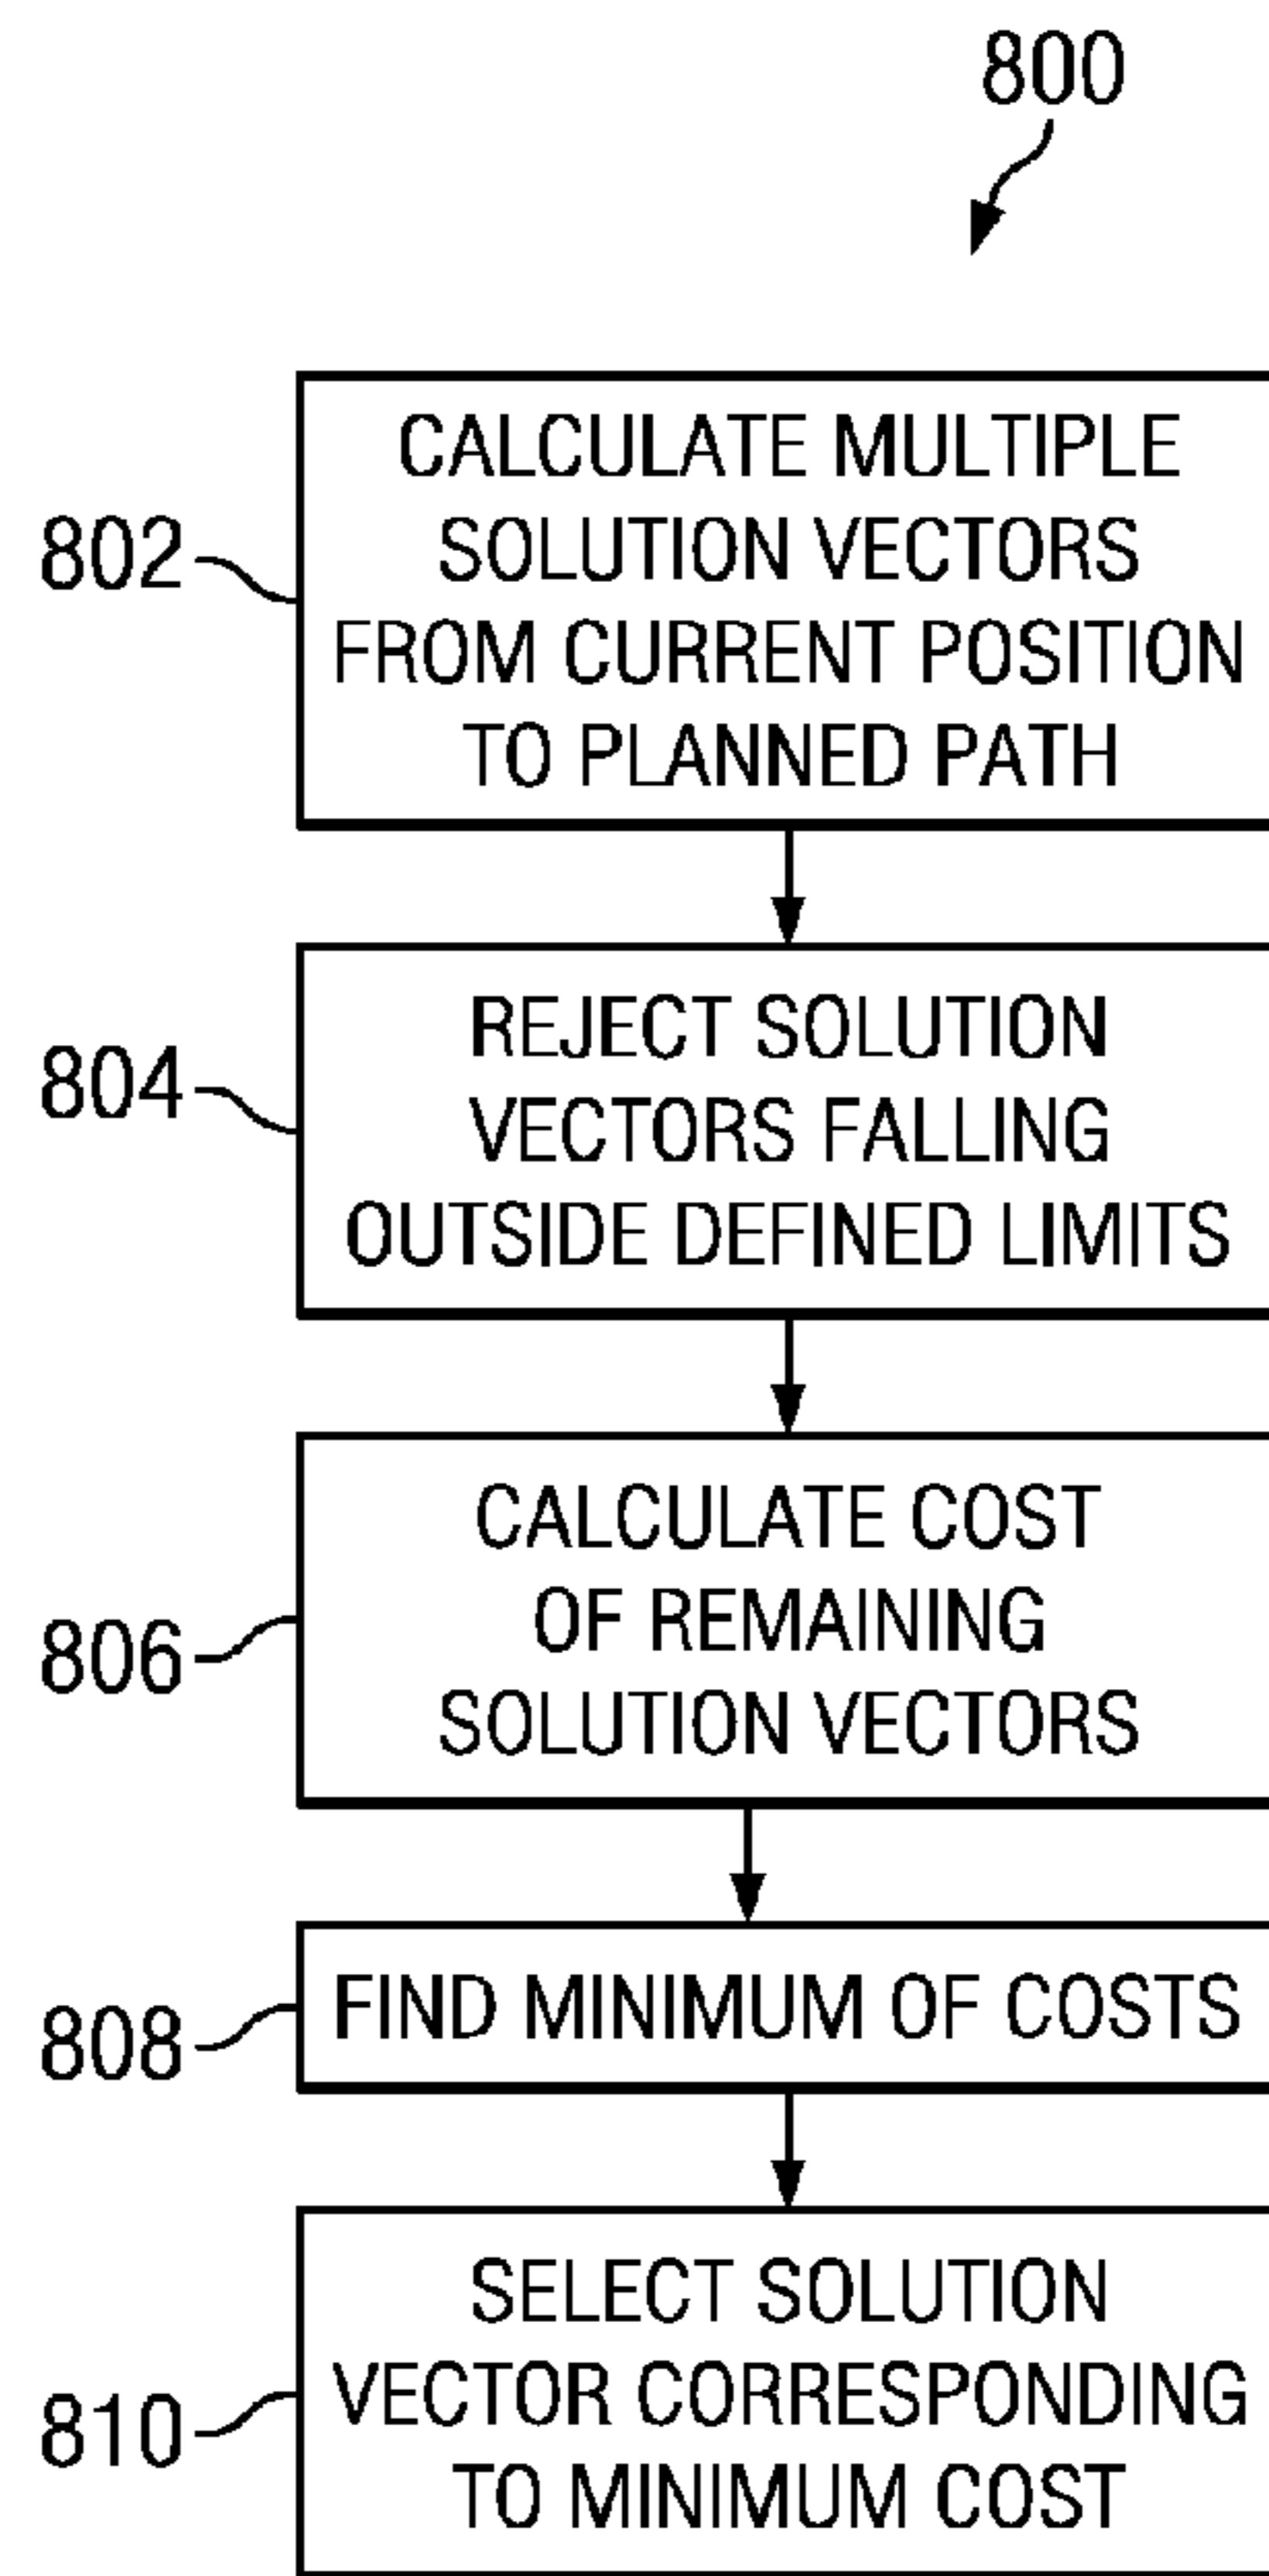 800
802
CALCULATE MULTIPLE
SOLUTION VECTORS
FROM CURRENT POSITION
TO PLANNED PATH
804
REJECT SOLUTION
VECTORS FALLING
OUTSIDE DEFINED LIMITS
806
CALCULATE COST
OF REMAINING
SOLUTION VECTORS
808
FIND MINIMUM OF COSTS
810
SELECT SOLUTION
VECTOR CORRESPONDING
TO MINIMUM COST